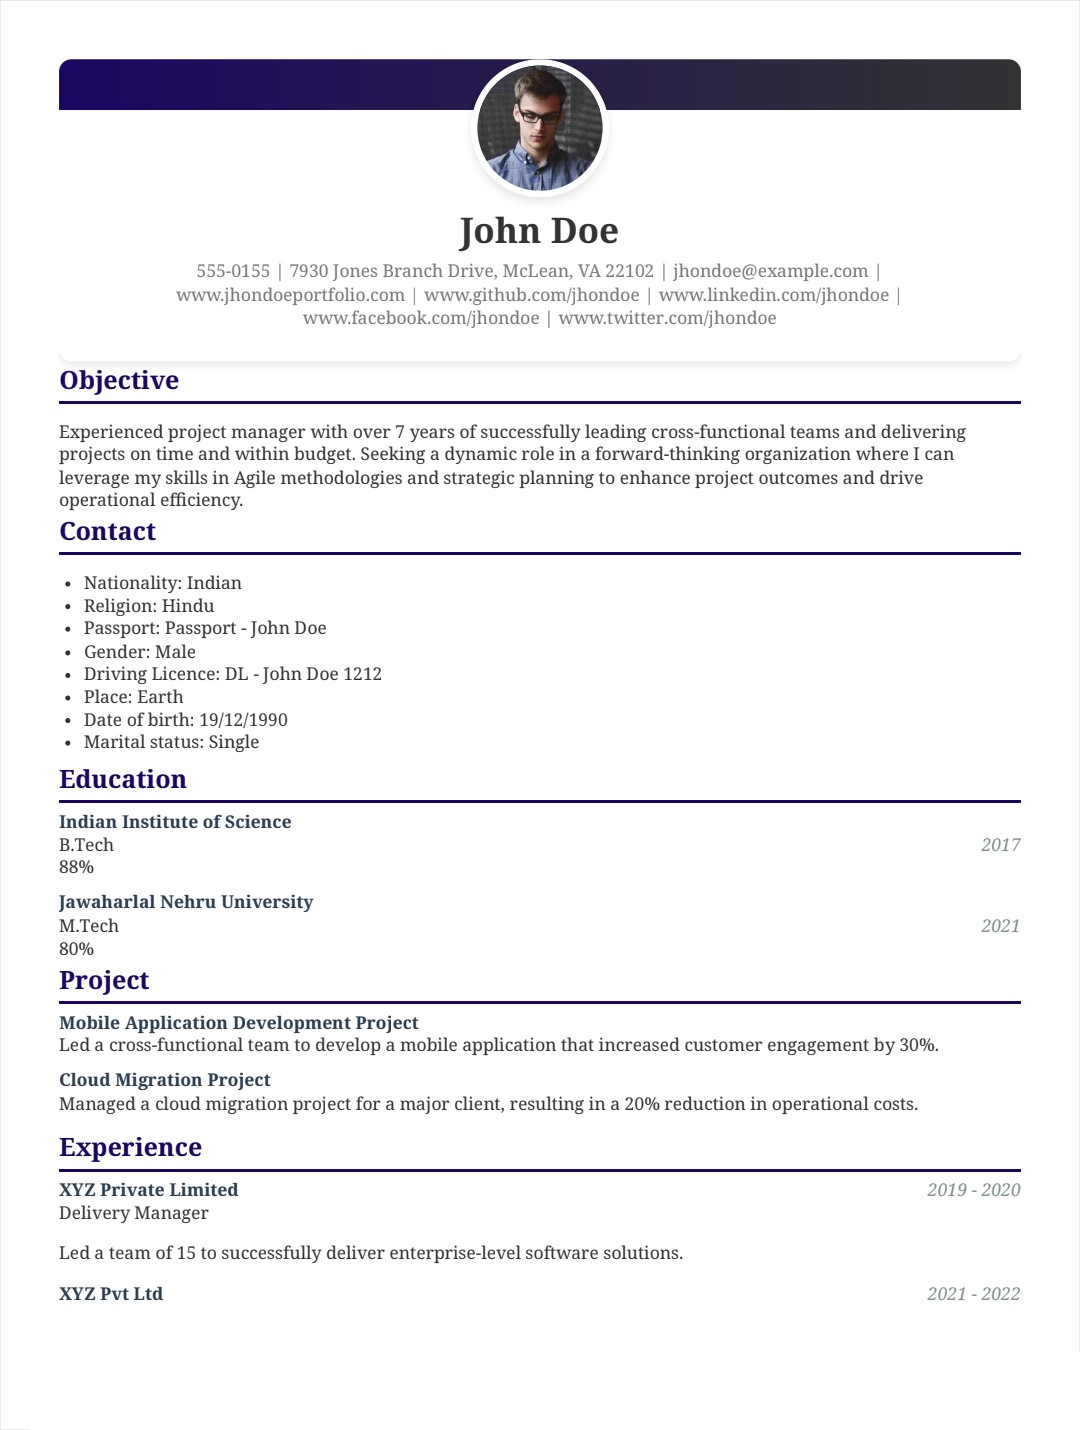 John Doe
555-0155 | 7930 Jones Branch Drive, McLean, VA 22102 | jhondoe@example.com |
www.jhondoeportfolio.com | www.github.com/jhondoe | www.linkedin.com/jhondoe |
www.facebook.com/jhondoe | www.twitter.com/jhondoe
Objective
Experienced project manager with over 7 years of successfully leading cross-functional teams and delivering
projects on time and within budget. Seeking a dynamic role in a forward-thinking organization where I can
leverage my skills in Agile methodologies and strategic planning to enhance project outcomes and drive
operational efficiency.
Contact
• Nationality: Indian
• Religion: Hindu
• Passport: Passport - John Doe
• Gender: Male
• Driving Licence: DL - John Doe 1212
• Place: Earth
• Date of birth: 19/12/1990
• Marital status: Single
Education
Indian Institute of Science
B.Tech 2017
88%
Jawaharlal Nehru University
M.Tech 2021
80%
Project
Mobile Application Development Project
Led a cross-functional team to develop a mobile application that increased customer engagement by 30%.
Cloud Migration Project
Managed a cloud migration project for a major client, resulting in a 20% reduction in operational costs.
Experience
XYZ Private Limited 2019 - 2020
Delivery Manager
Led a team of 15 to successfully deliver enterprise-level software solutions.
XYZ Pvt Ltd 2021 - 2022